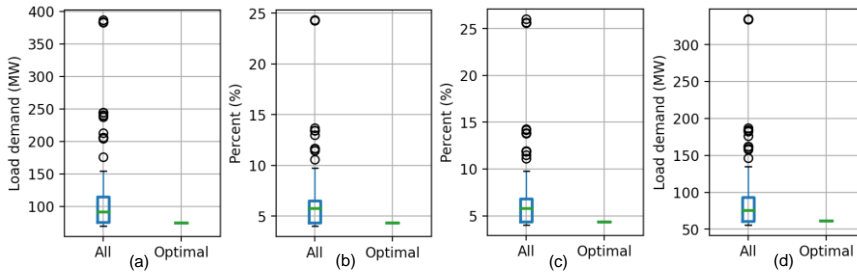 Load demand (MW)
400
350
300
250
200
150
100
All
Optimal
(a)
Percent (%)
25
20
15
10
5
All
Optimal
(b)
Percent (%)
25
20
15
10
5
All
Optimal
(c)
Load demand (MW)
300
250
200
150
100
50
All
Optimal
(d)